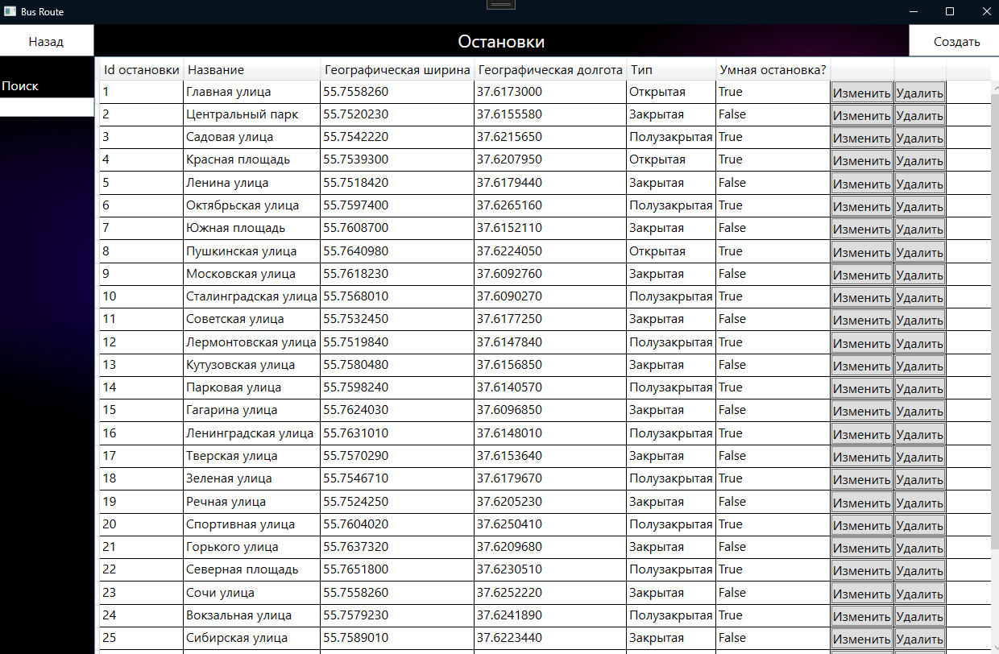 Bus Route
Назад Остановки Создать
Поиск
Id остановки Название Географическая ширина Географическая долгота Тип Умная остановка?
1 Главная улица 55.7558260 37.6173000 Открытая True Изменить Удалить
2 Центральный парк 55.7520230 37.6155580 Закрытая False Изменить Удалить
3 Садовая улица 55.7542220 37.6215650 Полузакрытая True Изменить Удалить
4 Красная площадь 55.7539300 37.6207950 Открытая True Изменить Удалить
5 Ленина улица 55.7518420 37.6179440 Закрытая False Изменить Удалить
6 Октябрьская улица 55.7597400 37.6265160 Полузакрытая True Изменить Удалить
7 Южная площадь 55.7608700 37.6152110 Закрытая False Изменить Удалить
8 Пушкинская улица 55.7640980 37.6224050 Открытая True Изменить Удалить
9 Московская улица 55.7618230 37.6092760 Закрытая False Изменить Удалить
10 Сталинградская улица 55.7568010 37.6090270 Полузакрытая True Изменить Удалить
11 Советская улица 55.7532450 37.6177250 Закрытая False Изменить Удалить
12 Лермонтовская улица 55.7519840 37.6147840 Полузакрытая True Изменить Удалить
13 Кутузовская улица 55.7580480 37.6156850 Закрытая False Изменить Удалить
14 Парковая улица 55.7598240 37.6140570 Полузакрытая True Изменить Удалить
15 Гагарина улица 55.7624030 37.6096850 Закрытая False Изменить Удалить
16 Ленинградская улица 55.7631010 37.6148010 Полузакрытая True Изменить Удалить
17 Тверская улица 55.7570290 37.6153640 Закрытая False Изменить Удалить
18 Зеленая улица 55.7546710 37.6179670 Полузакрытая True Изменить Удалить
19 Речная улица 55.7524250 37.6205230 Закрытая False Изменить Удалить
20 Спортивная улица 55.7604020 37.6250410 Полузакрытая True Изменить Удалить
21 Горького улица 55.7637320 37.6209680 Закрытая False Изменить Удалить
22 Северная площадь 55.7651800 37.6230510 Полузакрытая True Изменить Удалить
23 Сочи улица 55.7558260 37.6252220 Закрытая False Изменить Удалить
24 Вокзальная улица 55.7579230 37.6241890 Полузакрытая True Изменить Удалить
25 Сибирская улица 55.7589010 37.6223440 Закрытая False Изменить Удалить